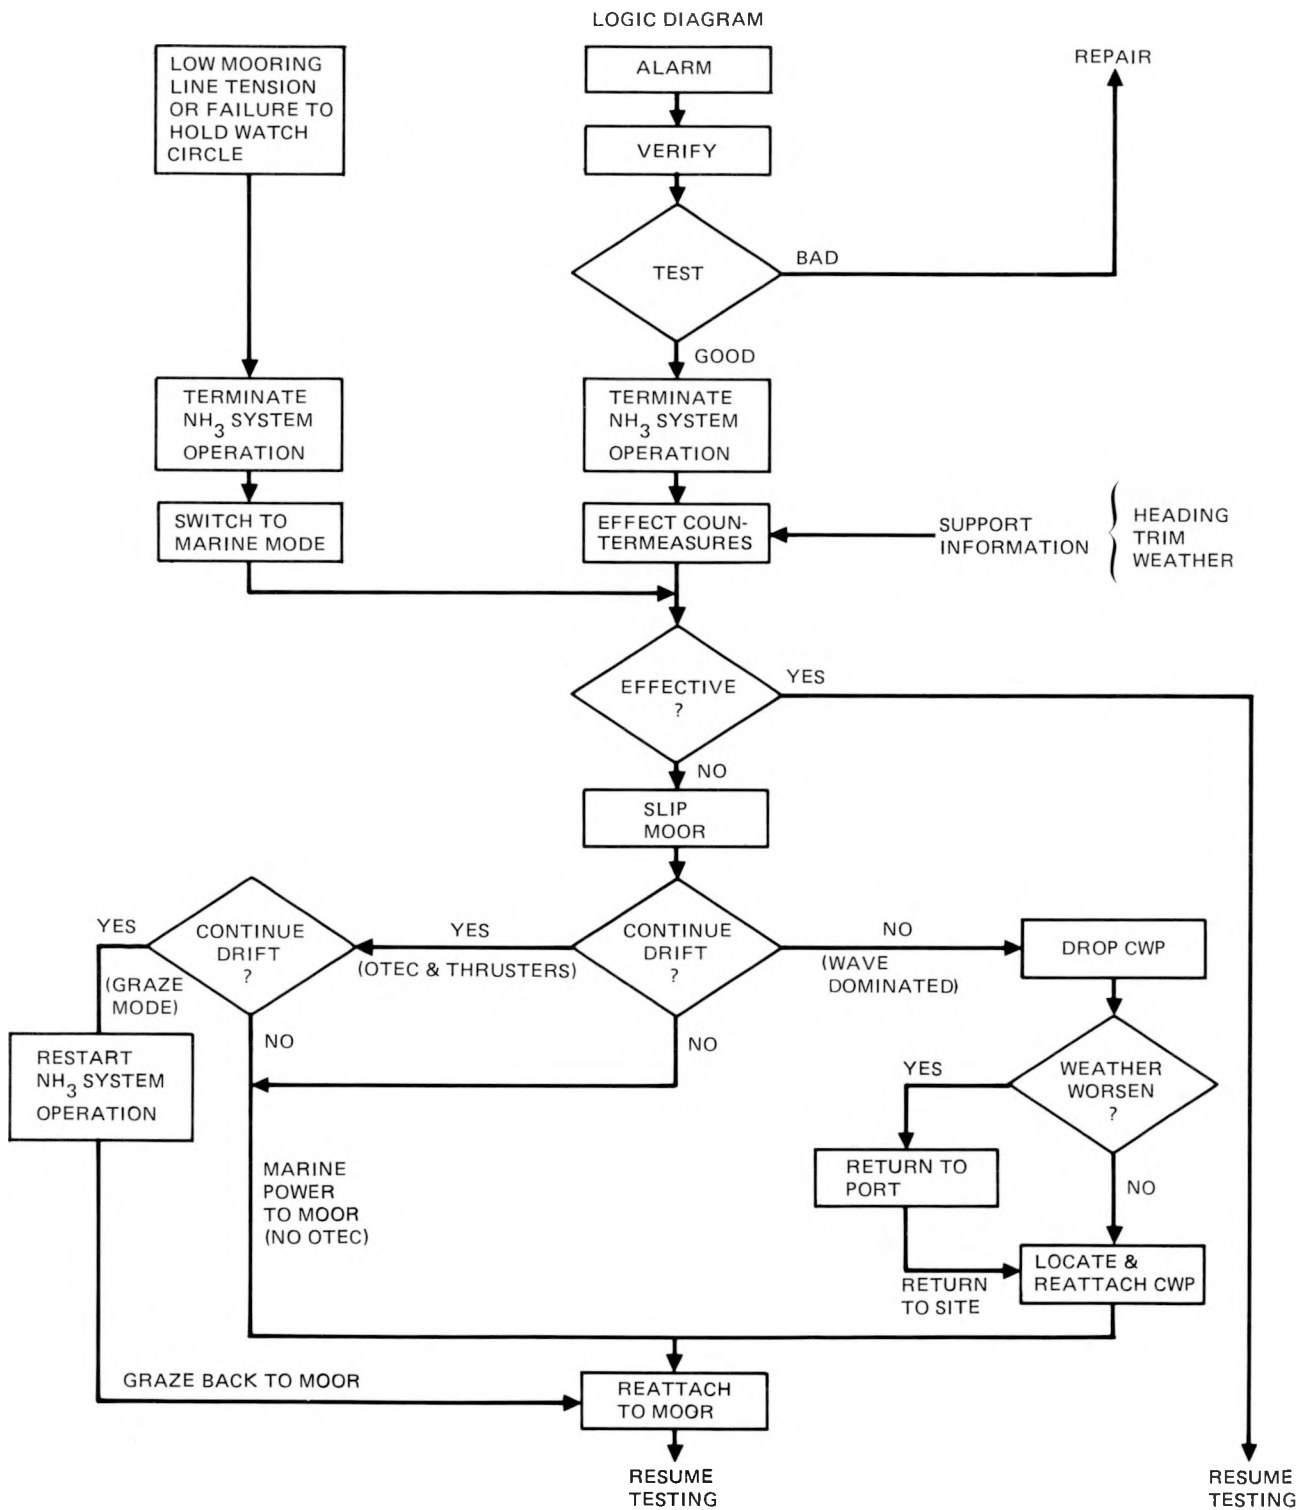 LOGIC DIAGRAM
LOW MOORING
LINE TENSION
OR FAILURE TO
HOLD WATCH
CIRCLE
ALARM
REPAIR
VERIFY
TEST
BAD
GOOD
TERMINATE
NH3 SYSTEM
OPERATION
TERMINATE
NH3 SYSTEM
OPERATION
SWITCH TO
MARINE MODE
EFFECT COUN-
TERMEASURES
SUPPORT
INFORMATION
HEADING
TRIM
WEATHER
EFFECTIVE
?
YES
NO
SLIP
MOOR
YES
CONTINUE
DRIFT
?
YES
(OTEC & THRUSTERS)
CONTINUE
DRIFT
?
NO
(WAVE
DOMINATED)
DROP CWP
(GRAZE
MODE)
NO
NO
RESTART
NH3 SYSTEM
OPERATION
YES
WEATHER
WORSEN
?
MARINE
POWER
TO MOOR
(NO OTEC)
RETURN TO
PORT
NO
LOCATE &
REATTACH CWP
RETURN
TO SITE
GRAZE BACK TO MOOR
REATTACH
TO MOOR
RESUME
TESTING
RESUME
TESTING